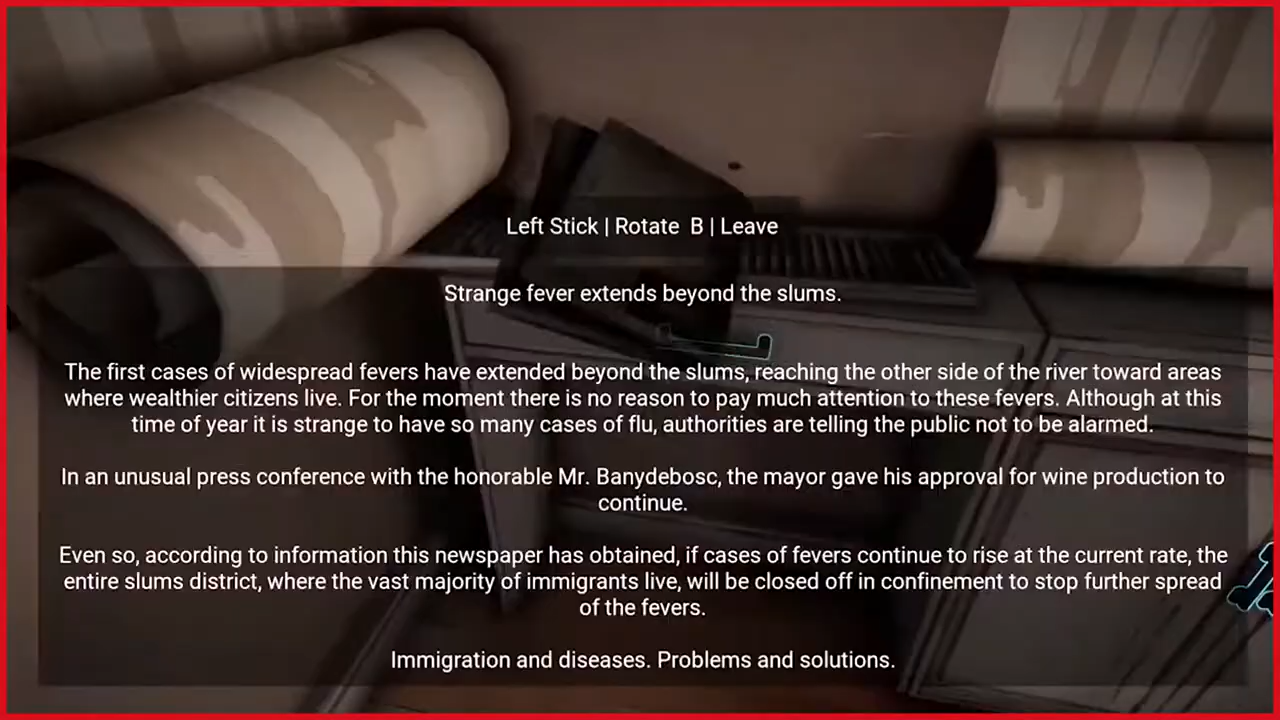 Left Stick | Rotate  B | Leave
Strange fever extends beyond the slums.
The first cases of widespread fevers have extended beyond the slums, reaching the other side of the river toward areas
where wealthier citizens live. For the moment there is no reason to pay much attention to these fevers. Although at this
time of year it is strange to have so many cases of flu, authorities are telling the public not to be alarmed.
In an unusual press conference with the honorable Mr. Banydebosc, the mayor gave his approval for wine production to
continue.
Even so, according to information this newspaper has obtained, if cases of fevers continue to rise at the current rate, the
entire slums district, where the vast majority of immigrants live, will be closed off in confinement to stop further spread
of the fevers.
Immigration and diseases. Problems and solutions.